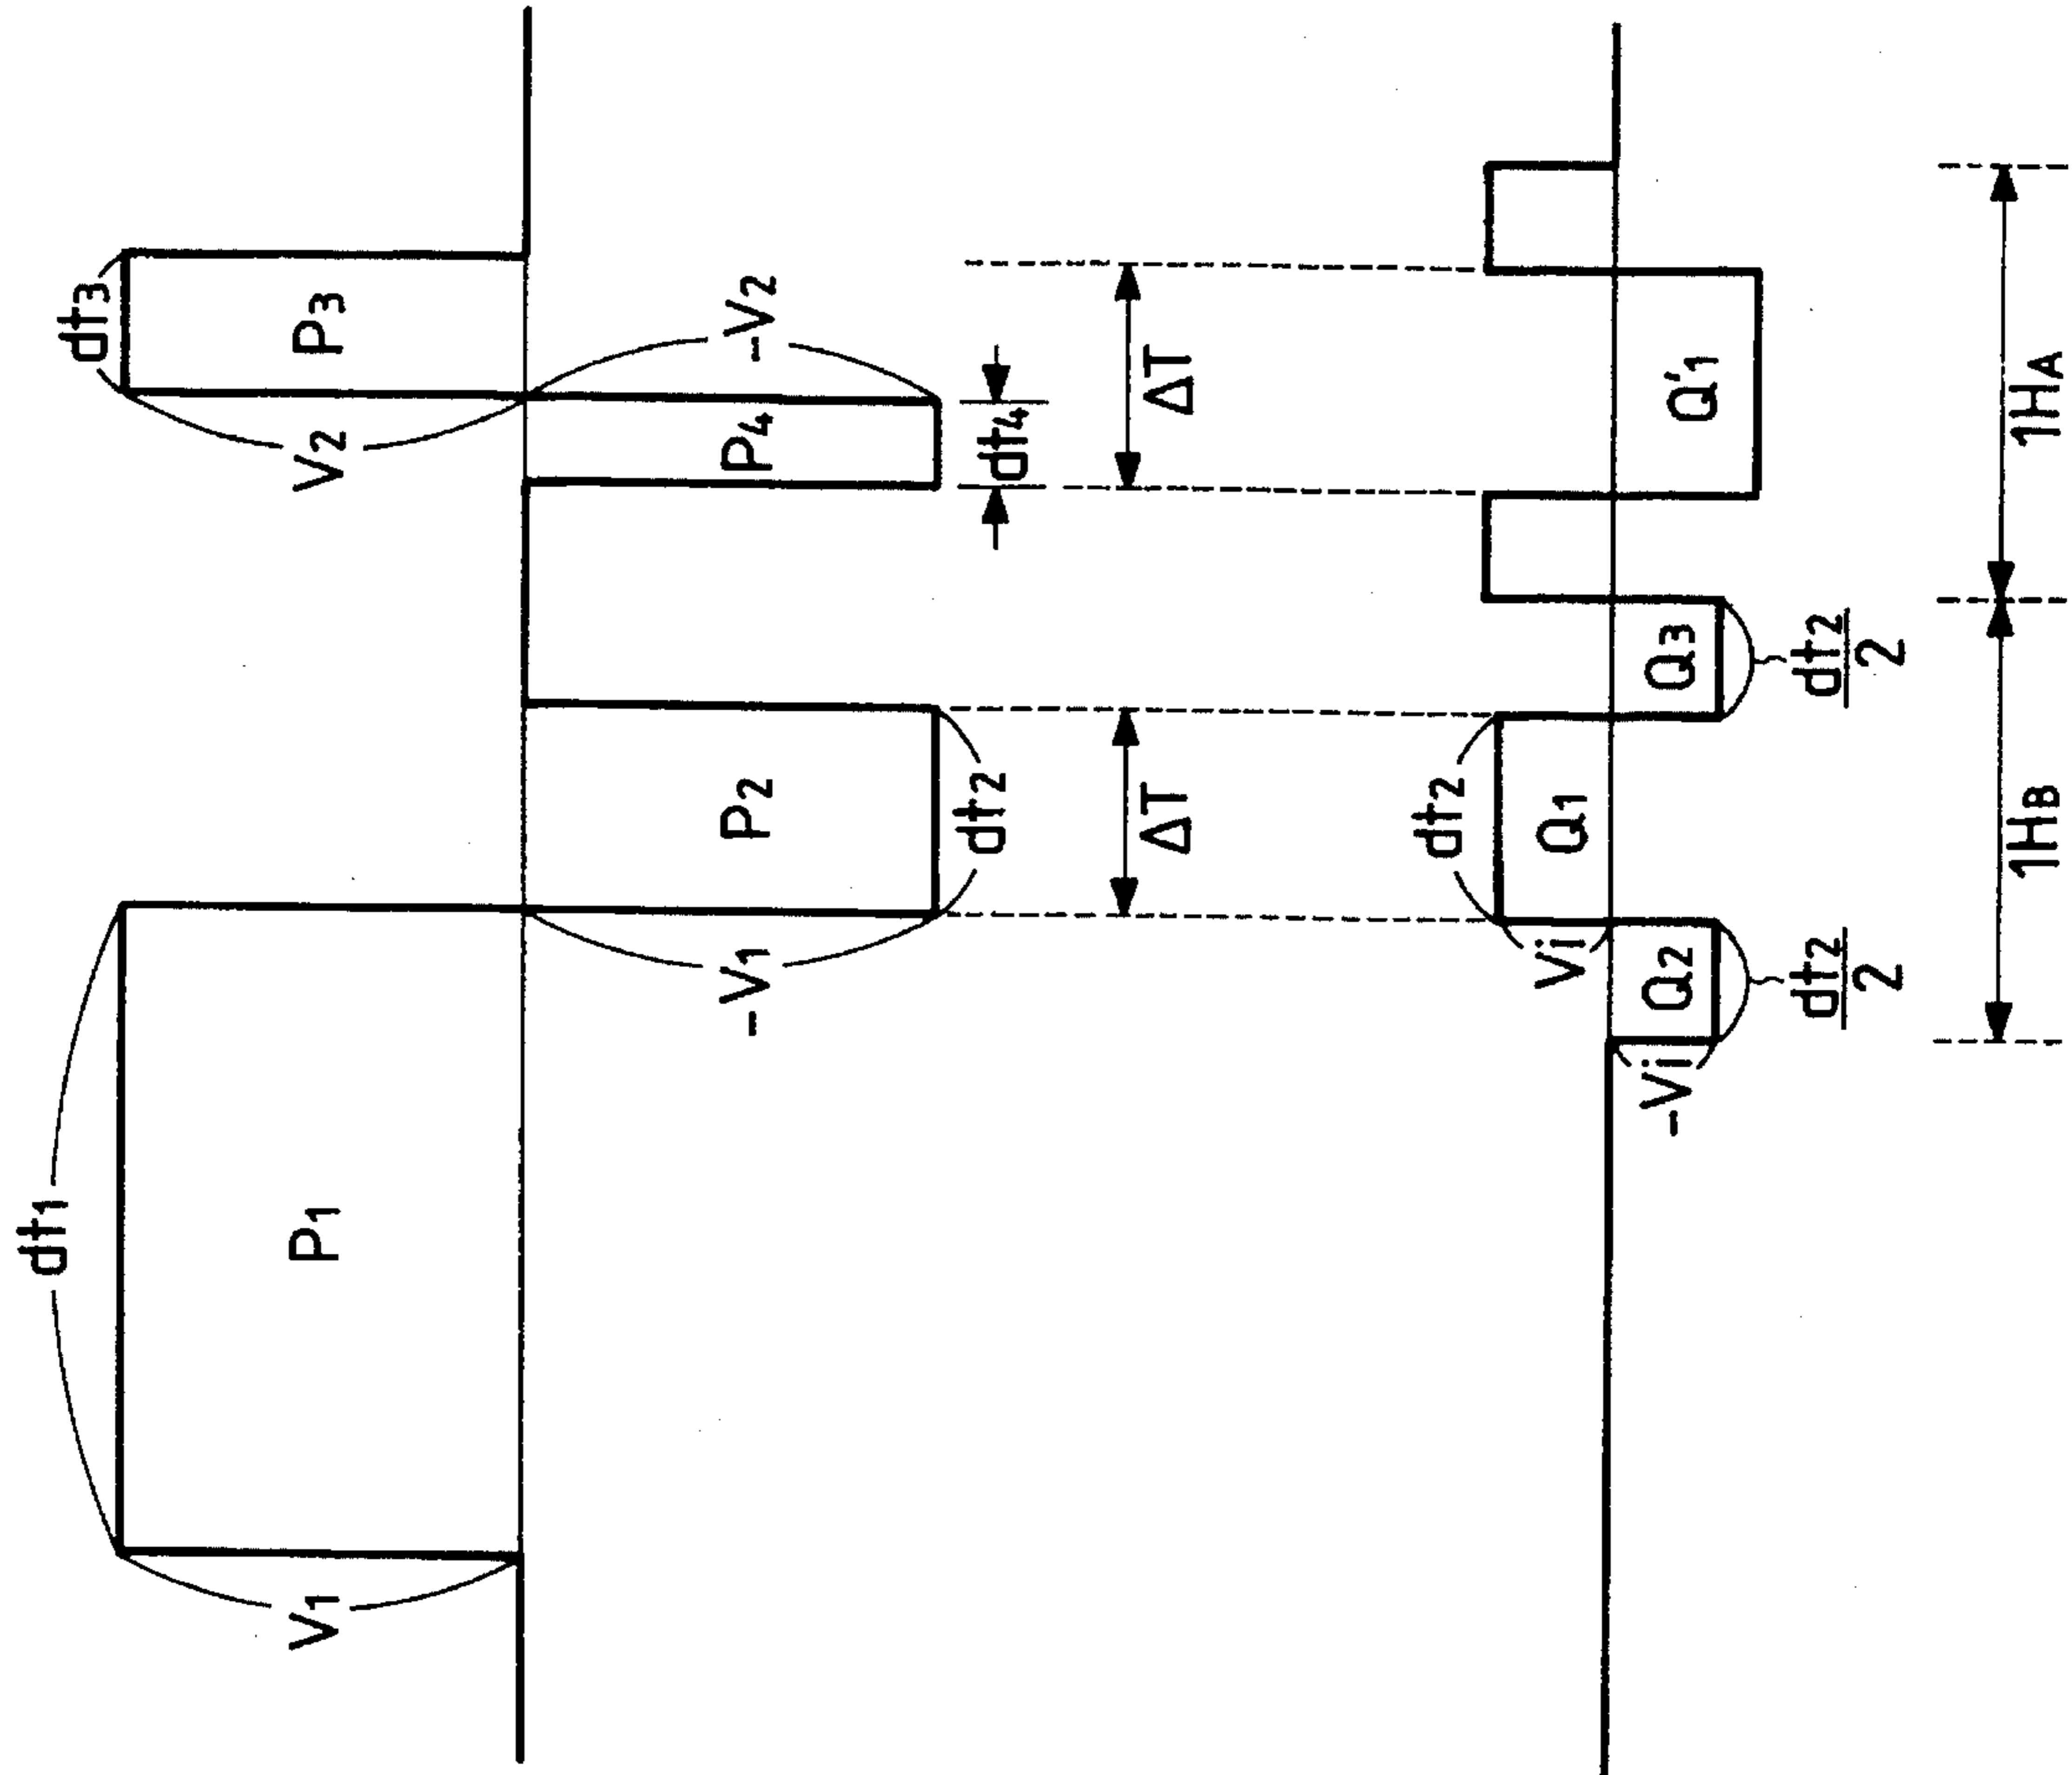 dt1
dt3
V1
P1
V2
P3
-V1
P2
P4
-V2
dt2
dt4
ΔT
ΔT
dt2
Vi
Q1
-Vi
Q2
Q3
Q'1
dt2/2
dt2/2
1HB
1HA